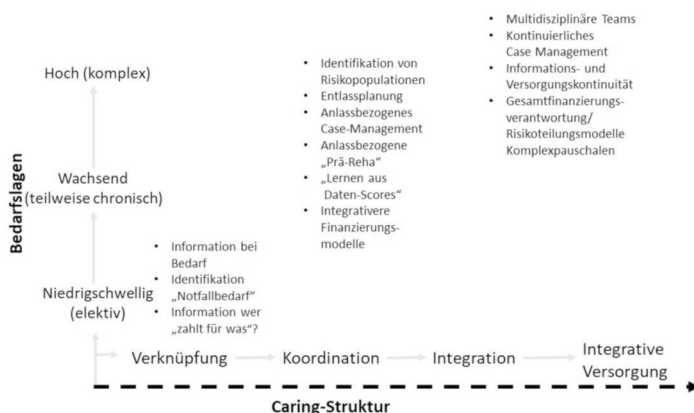 • Multidisziplinäre Teams
• Kontinuierliches
Case Management
• Informations- und
Versorgungskontinuität
• Gesamtfinanzierungs-
verantwortung/
Risikoteilungsmodelle
Komplexpauschalen
• Identifikation von
Risikopopulationen
• Entlassplanung
• Anlassbezogenes
Case-Management
• Anlassbezogene
„Prä-Reha“
• „Lernen aus
Daten-Scores“
• Integrativere
Finanzierungs-
modelle
Hoch (komplex)
Wachsend
(teilweise chronisch)
Niedrigschwellig
(elektiv)
Bedarfslagen
• Information bei
Bedarf
• Identifikation
„Notfallbedarf“
• Information wer
„zahlt für was“?
Verknüpfung
Koordination
Integration
Integrative
Versorgung
Caring-Struktur